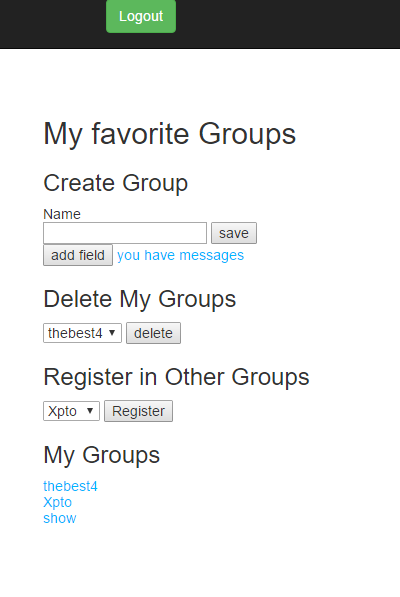 Logout
My favorite Groups
Create Group
Name
save
add field you have messages
Delete My Groups
thebest4 delete
Register in Other Groups
Xpto Register
My Groups
thebest4
Xpto
show